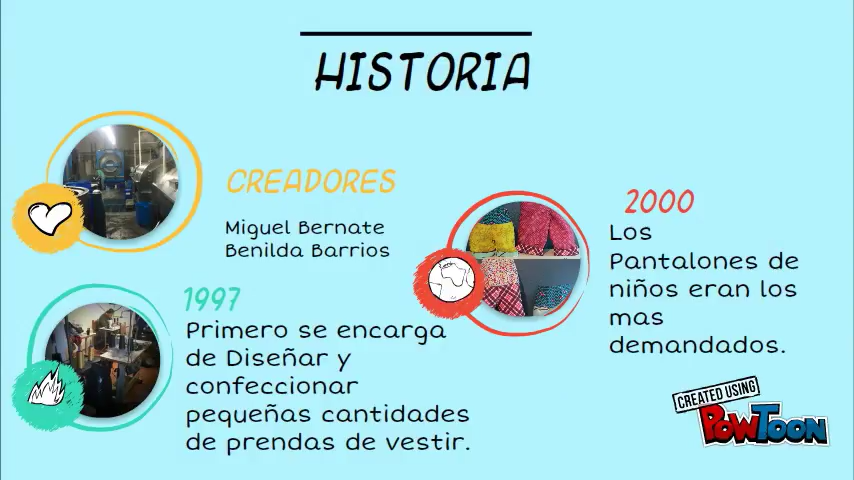 HISTORIA
CREADORES
Miguel Bernate
Benilda Barrios
1997
Primero se encarga
de Diseñar y
confeccionar
pequeñas cantidades
de prendas de vestir.
2000
Los
Pantalones de
niños eran los
mas
demandados.
CREATED USING
POWTOON